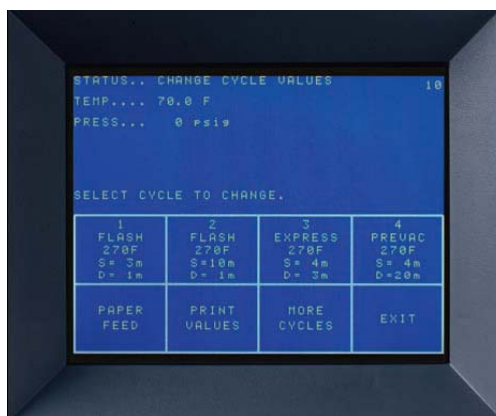 STATUS.. CHANGE CYCLE VALUES 10
TEMP.... 70.0 F
PRESS... 0 psig
SELECT CYCLE TO CHANGE.
1
FLASH
270F
S= 3m
D= 1m
2
FLASH
270F
S=10m
D= 1m
3
EXPRESS
270F
S= 4m
D= 3m
4
PREVAC
270F
S= 4m
D=20m
PAPER
FEED
PRINT
VALUES
MORE
CYCLES
EXIT